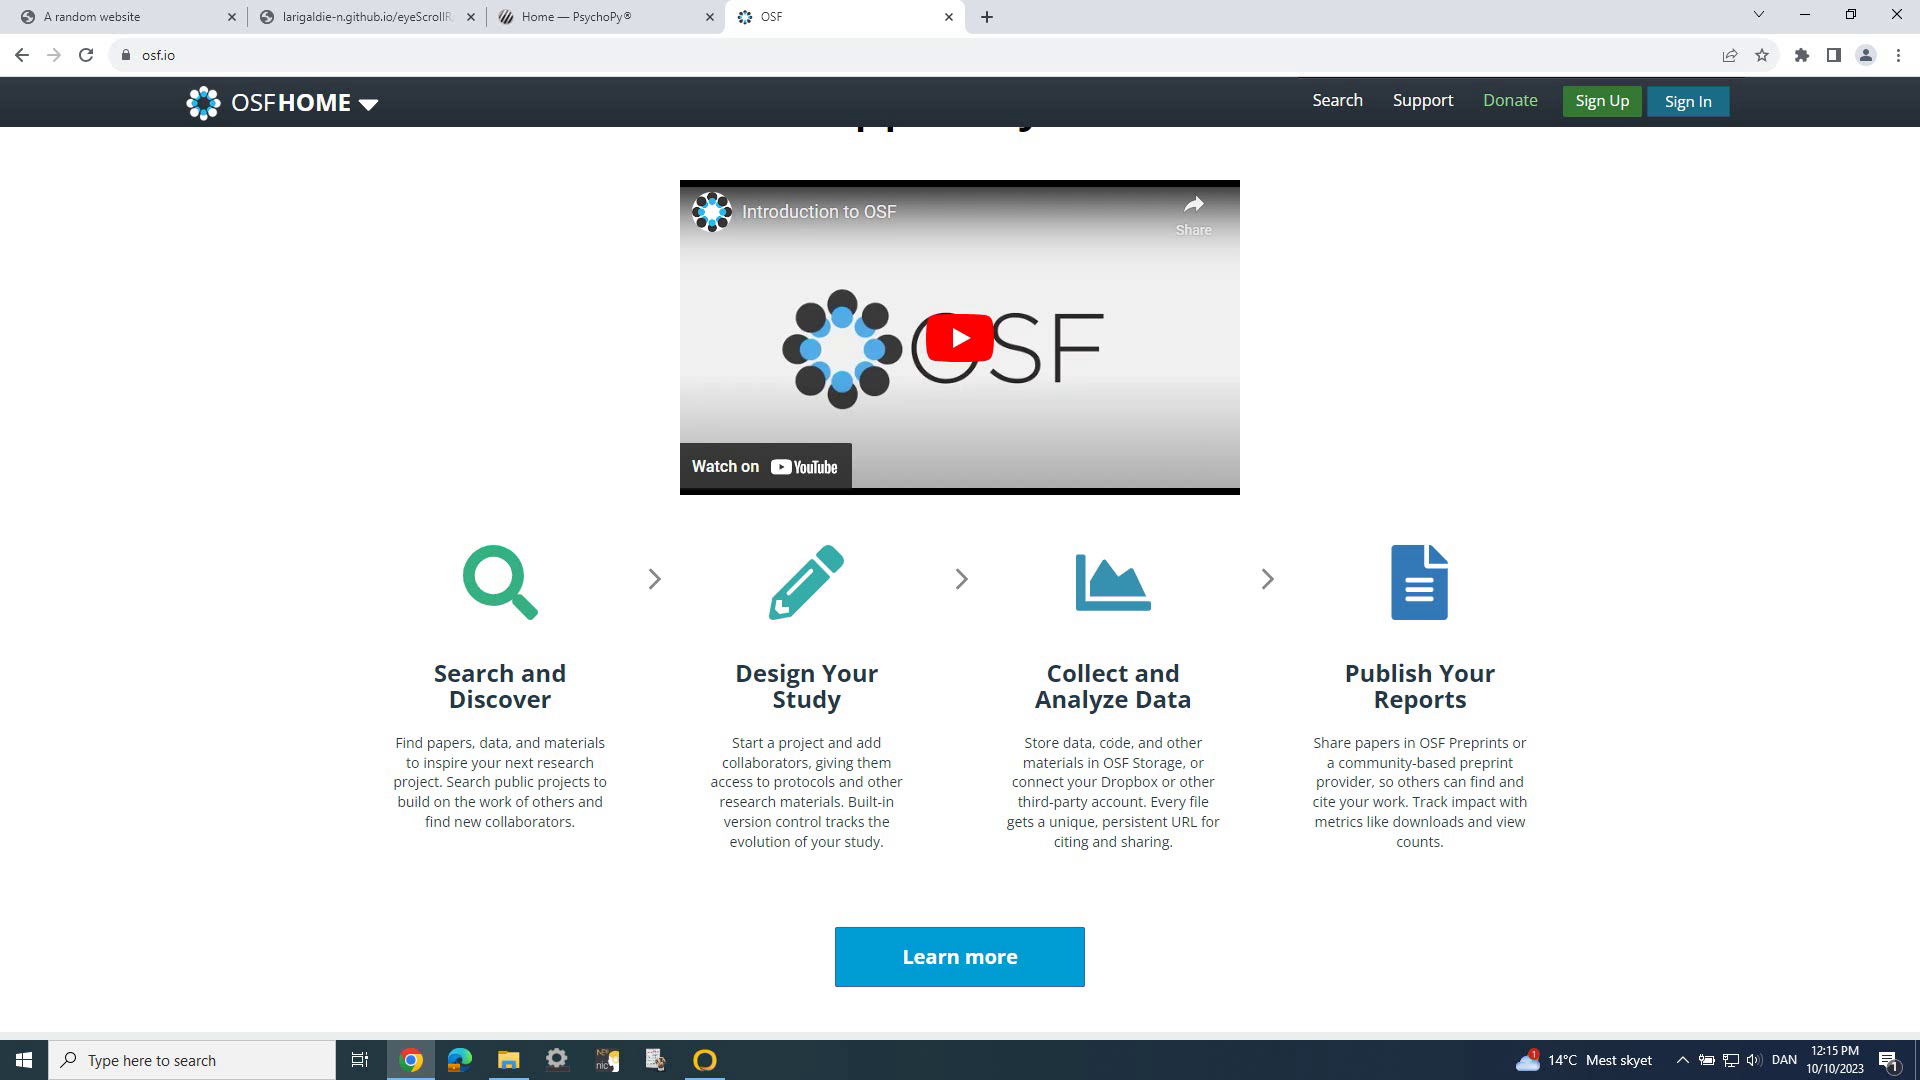 A random website
larigaldie-n.github.io/eyeScrollR
Home — PsychoPy®
OSF
osf.io
OSFHOME
Search
Support
Donate
Sign Up
Sign In
Introduction to OSF
Share
OSF
Watch on YouTube
Search and
Discover
Find papers, data, and materials
to inspire your next research
project. Search public projects to
build on the work of others and
find new collaborators.
Design Your
Study
Start a project and add
collaborators, giving them
access to protocols and other
research materials. Built-in
version control tracks the
evolution of your study.
Collect and
Analyze Data
Store data, code, and other
materials in OSF Storage, or
connect your Dropbox or other
third-party account. Every file
gets a unique, persistent URL for
citing and sharing.
Publish Your
Reports
Share papers in OSF Preprints or
a community-based preprint
provider, so others can find and
cite your work. Track impact with
metrics like downloads and view
counts.
Learn more
Type here to search
1
14°C Mest skyet
DAN
12:15 PM
10/10/2023
1